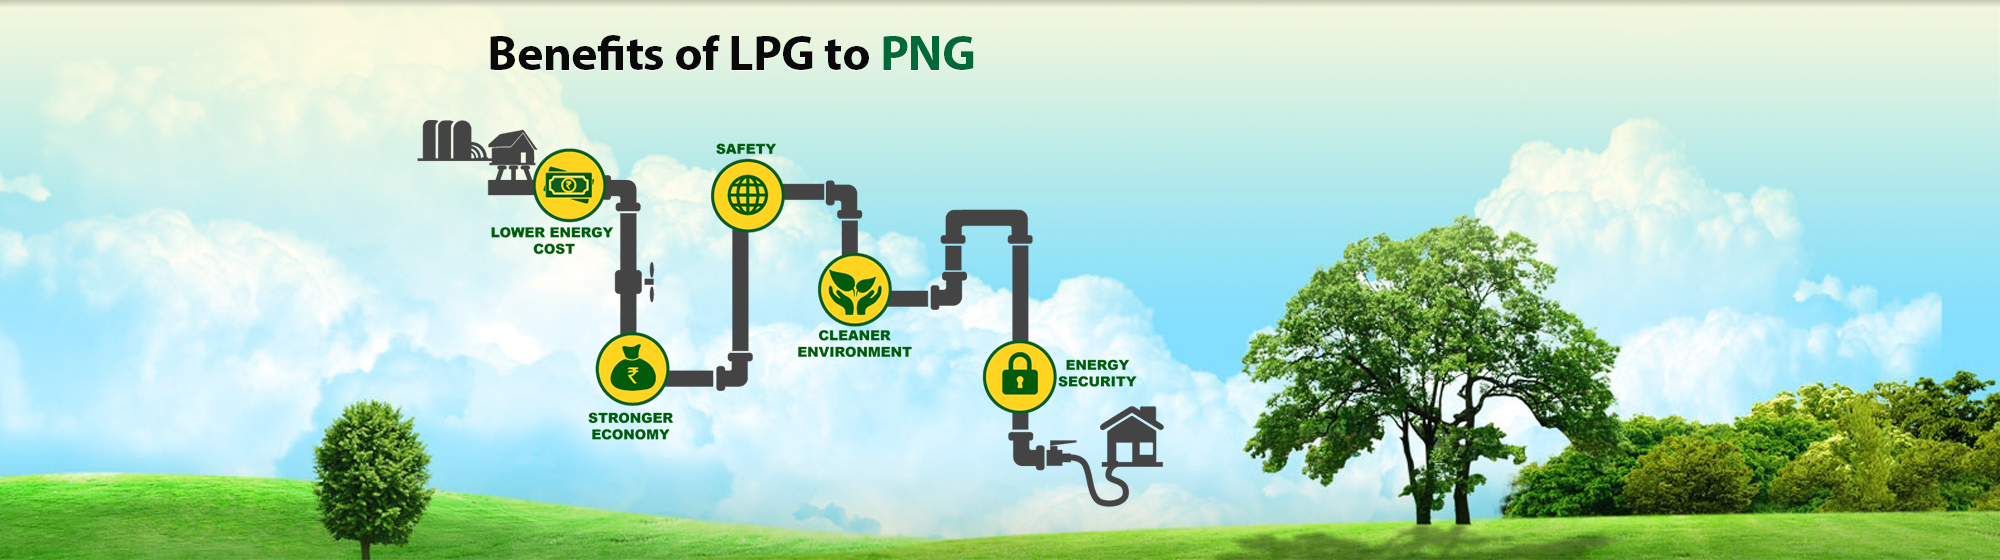 Benefits of LPG to PNG
LOWER ENERGY
COST
₹
STRONGER
ECONOMY
₹
SAFETY
CLEANER
ENVIRONMENT
ENERGY
SECURITY